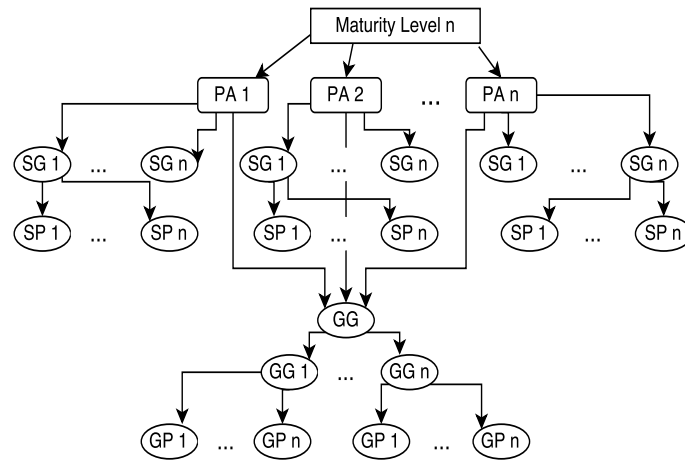 Maturity Level n
PA 1 PA 2 ... PA n
SG 1 ... SG n SG 1 ... SG n SG 1 ... SG n
SP 1 ... SP n SP 1 ... SP n SP 1 ... SP n
GG
GG 1 ... GG n
GP 1 ... GP n GP 1 ... GP n